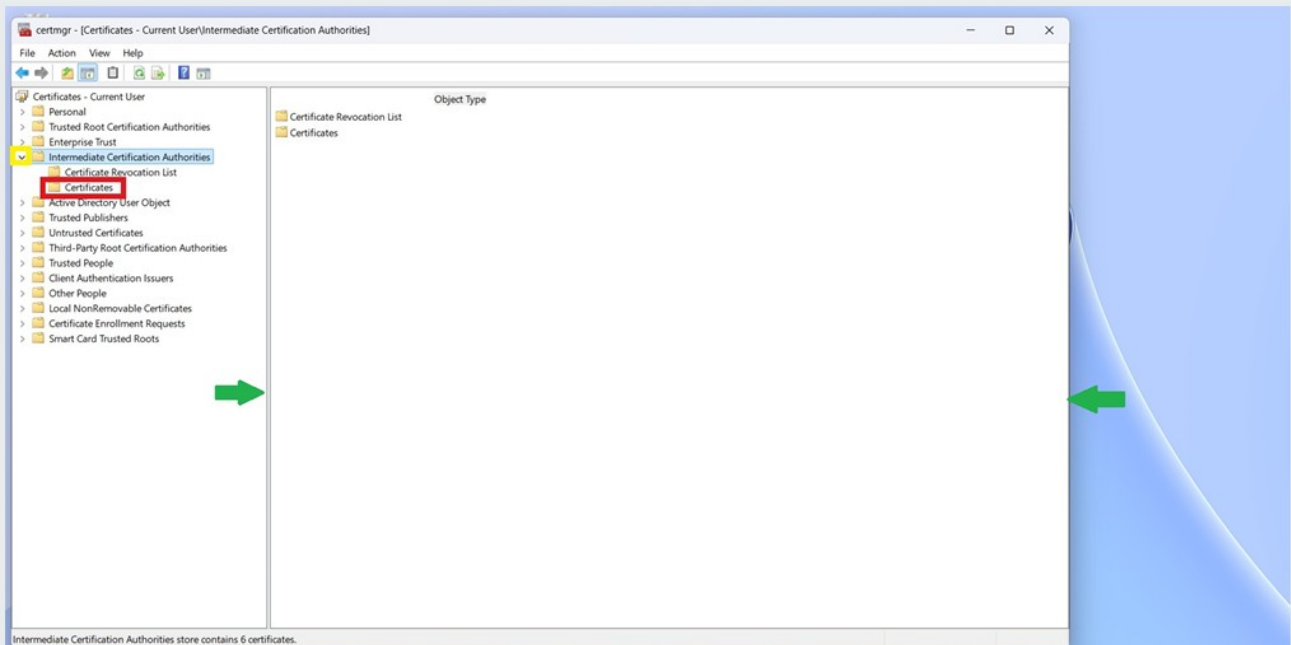 certmgr - [Certificates - Current User\Intermediate Certification Authorities]
File Action View Help
Certificates - Current User
Personal
Trusted Root Certification Authorities
Enterprise Trust
Intermediate Certification Authorities
Certificate Revocation List
Certificates
Active Directory User Object
Trusted Publishers
Untrusted Certificates
Third-Party Root Certification Authorities
Trusted People
Client Authentication Issuers
Other People
Local NonRemovable Certificates
Certificate Enrollment Requests
Smart Card Trusted Roots
Object Type
Certificate Revocation List
Certificates
Intermediate Certification Authorities store contains 6 certificates.